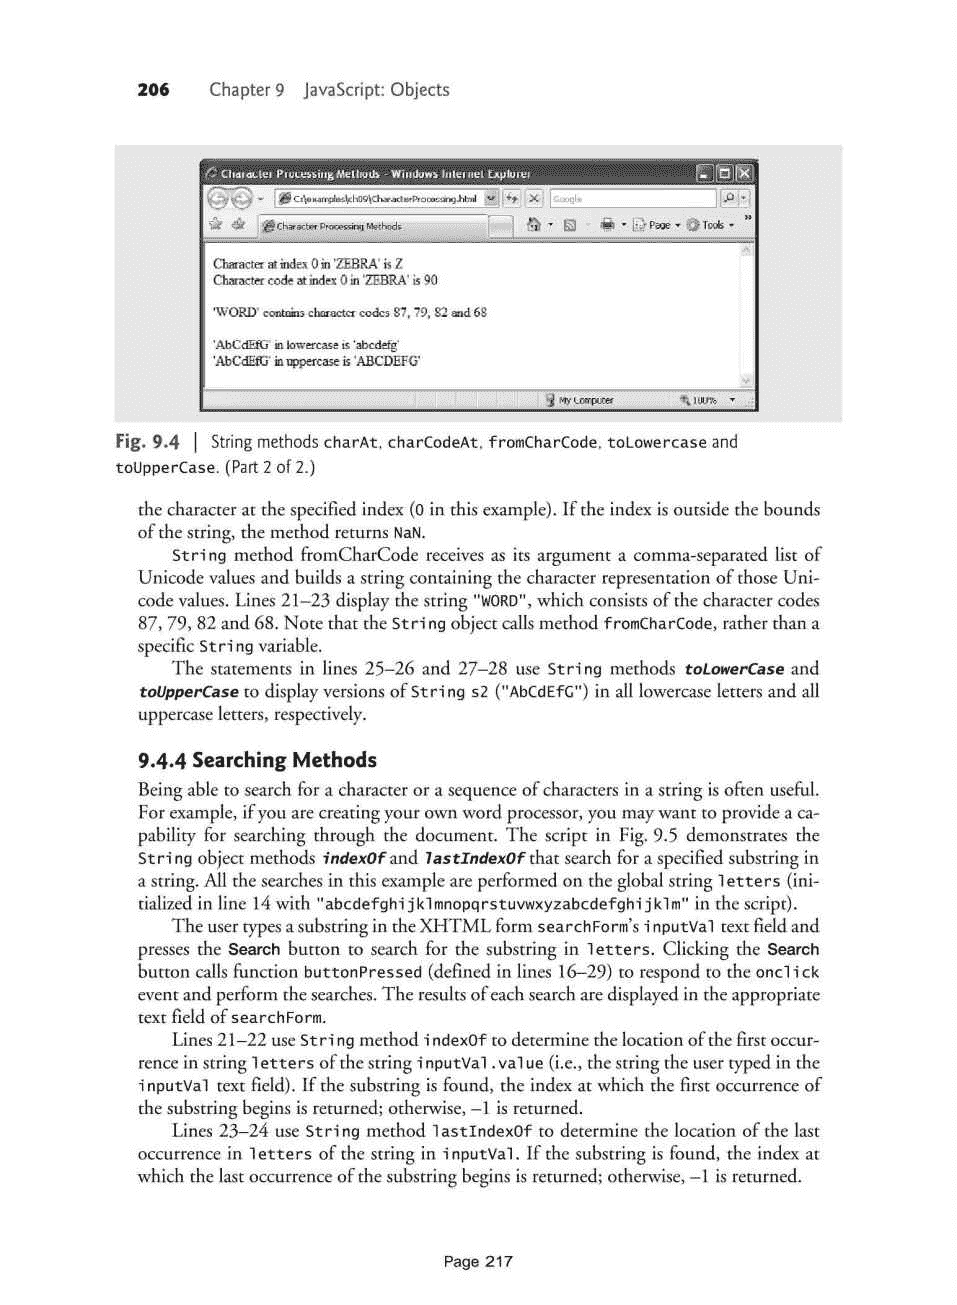 206 Chapter 9 JavaScript: Objects
Character Processing Methods - Windows Internet Explorer
C:\examples\ch09\CharacterProcessing.html
Google
Character Processing Methods
Page
Tools
Character at index 0 in 'ZEBRA' is Z
Character code at index 0 in 'ZEBRA' is 90
'WORD' contains character codes 87, 79, 82 and 68
'AbCdEfG' in lowercase is 'abcdefg'
'AbCdEfG' in uppercase is 'ABCDEFG'
My Computer
100%
Fig. 9.4 | String methods charAt, charCodeAt, fromCharCode, toLowercase and
toUpperCase. (Part 2 of 2.)
the character at the specified index (0 in this example). If the index is outside the bounds
of the string, the method returns NaN.
String method fromCharCode receives as its argument a comma-separated list of
Unicode values and builds a string containing the character representation of those Uni-
code values. Lines 21–23 display the string "WORD", which consists of the character codes
87, 79, 82 and 68. Note that the String object calls method fromCharCode, rather than a
specific String variable.
The statements in lines 25–26 and 27–28 use String methods toLowerCase and
toUpperCase to display versions of String s2 ("AbCdEfG") in all lowercase letters and all
uppercase letters, respectively.
9.4.4 Searching Methods
Being able to search for a character or a sequence of characters in a string is often useful.
For example, if you are creating your own word processor, you may want to provide a ca-
pability for searching through the document. The script in Fig. 9.5 demonstrates the
String object methods indexOf and lastIndexOf that search for a specified substring in
a string. All the searches in this example are performed on the global string letters (ini-
tialized in line 14 with "abcdefghijklmnopqrstuvwxyzabcdefghijklm" in the script).
The user types a substring in the XHTML form searchForm's inputVal text field and
presses the Search button to search for the substring in letters. Clicking the Search
button calls function buttonPressed (defined in lines 16–29) to respond to the onclick
event and perform the searches. The results of each search are displayed in the appropriate
text field of searchForm.
Lines 21–22 use String method indexOf to determine the location of the first occur-
rence in string letters of the string inputVal.value (i.e., the string the user typed in the
inputVal text field). If the substring is found, the index at which the first occurrence of
the substring begins is returned; otherwise, –1 is returned.
Lines 23–24 use String method lastIndexOf to determine the location of the last
occurrence in letters of the string in inputVal. If the substring is found, the index at
which the last occurrence of the substring begins is returned; otherwise, –1 is returned.
Page 217